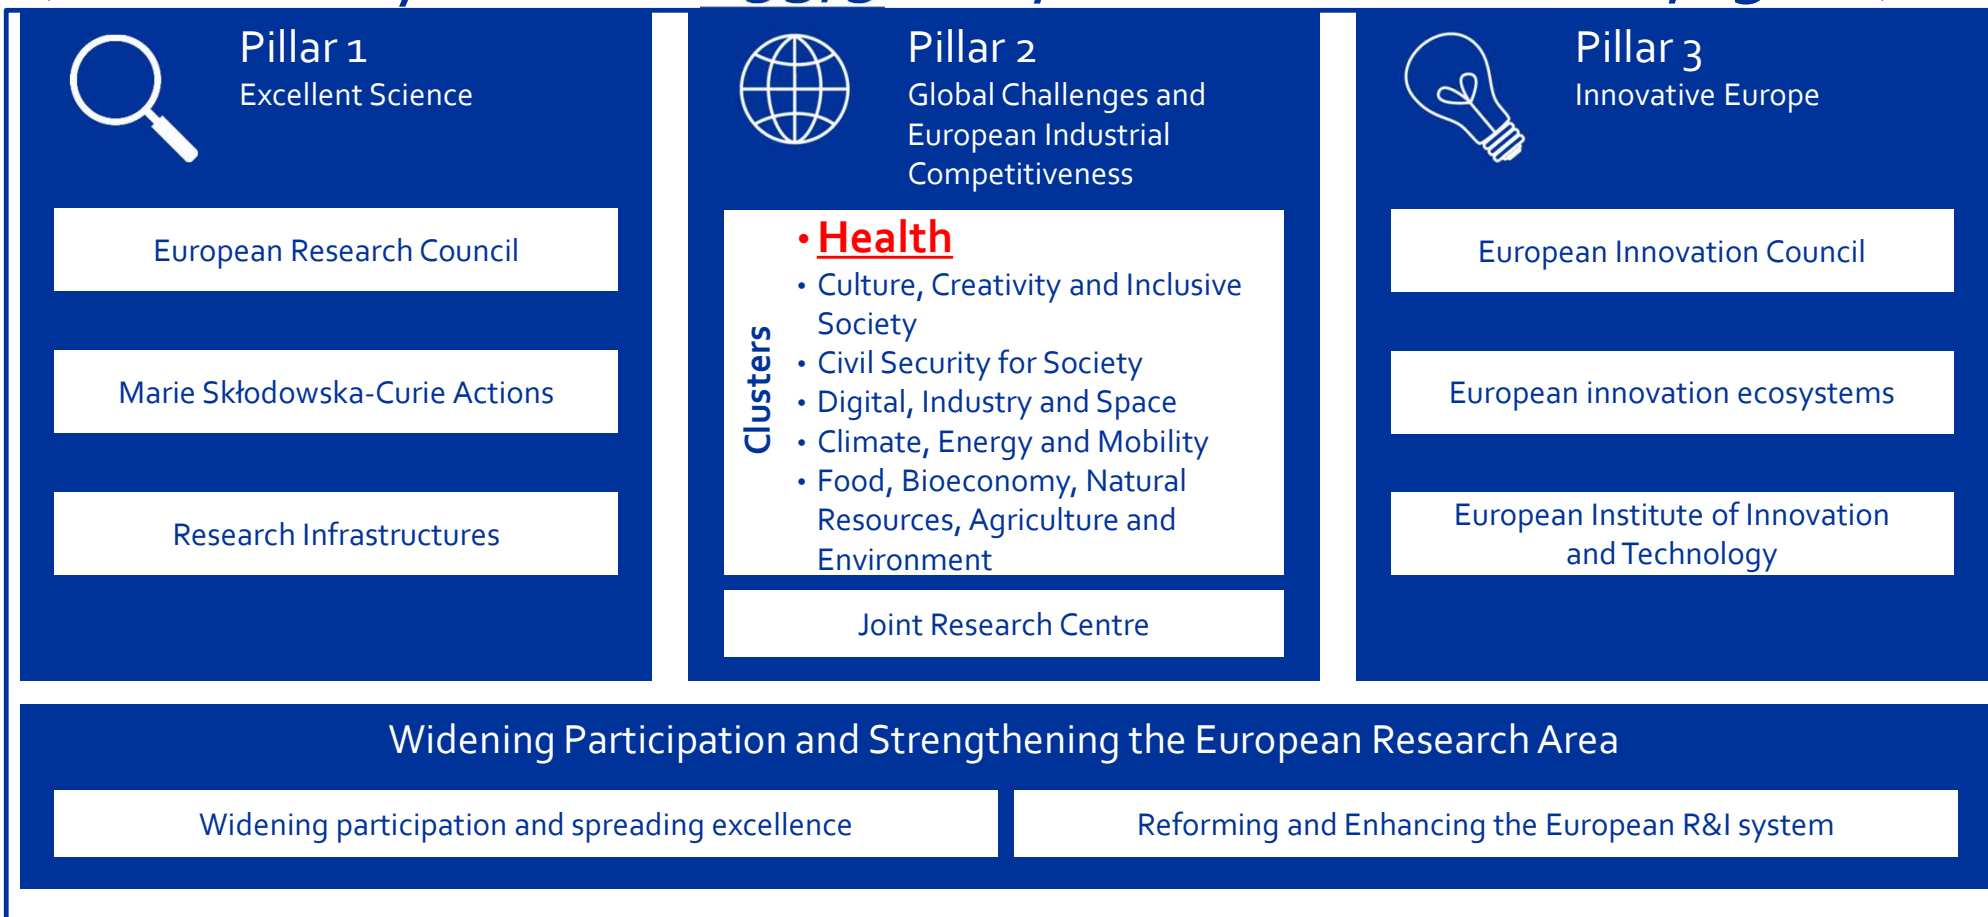 Pillar 1
Excellent Science
European Research Council
Marie Skłodowska-Curie Actions
Research Infrastructures
Pillar 2
Global Challenges and
European Industrial
Competitiveness
Clusters
• Health
• Culture, Creativity and Inclusive
Society
• Civil Security for Society
• Digital, Industry and Space
• Climate, Energy and Mobility
• Food, Bioeconomy, Natural
Resources, Agriculture and
Environment
Joint Research Centre
Pillar 3
Innovative Europe
European Innovation Council
European innovation ecosystems
European Institute of Innovation
and Technology
Widening Participation and Strengthening the European Research Area
Widening participation and spreading excellence
Reforming and Enhancing the European R&I system